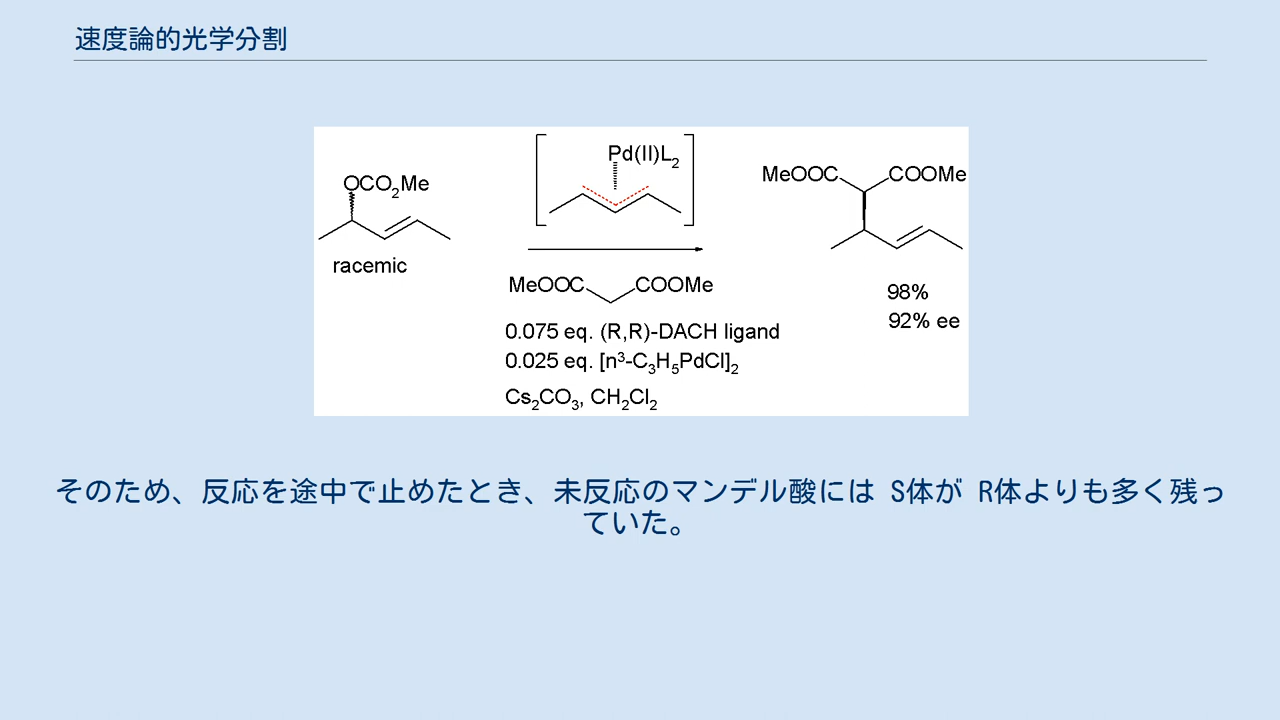 速度論的光学分割
Pd(II)L2
OCO2Me
racemic
MeOOC COOMe
0.075 eq. (R,R)-DACH ligand
0.025 eq. [n3-C3H5PdCl]2
Cs2CO3, CH2Cl2
MeOOC COOMe
98%
92% ee
そのため、反応を途中で止めたとき、未反応のマンデル酸には S体が R体よりも多く残っ
ていた。